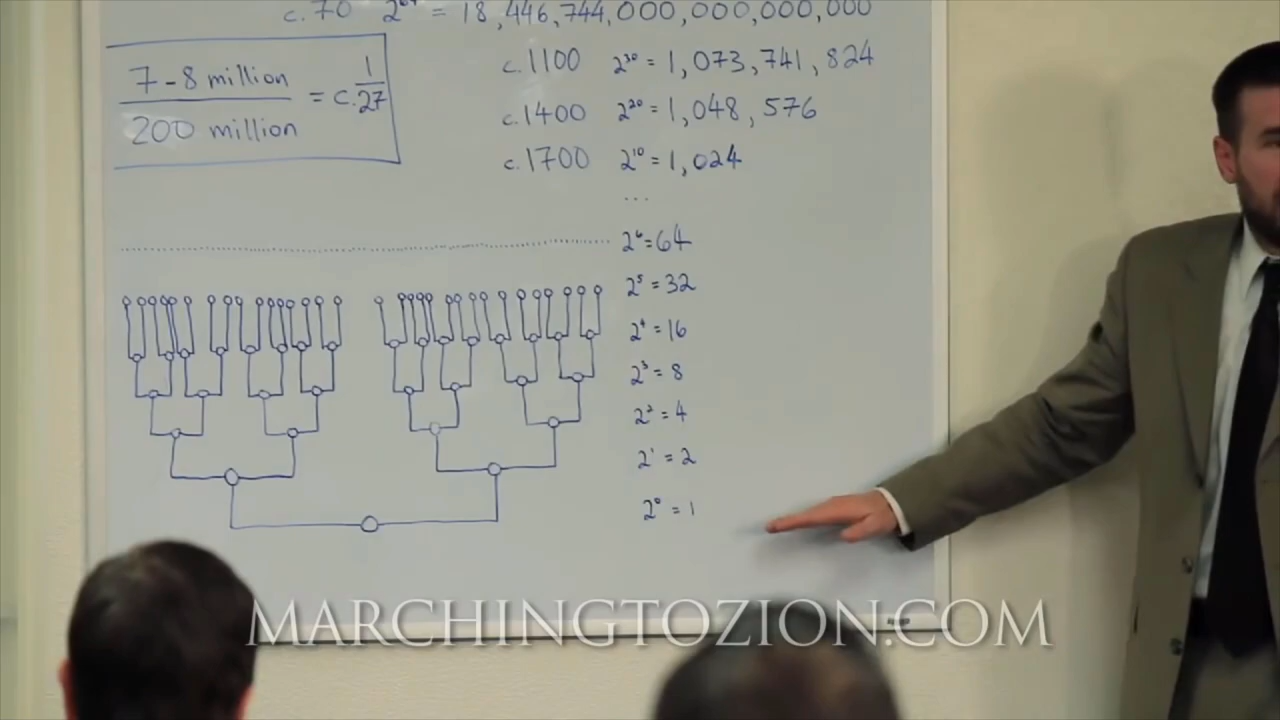 c.70 2⁶⁴ = 18,446,744,000,000,000,000
7-8 million
200 million
= c. 1/27
c.1100 2³⁰ = 1,073,741,824
c.1400 2²⁰ = 1,048,576
c.1700 2¹⁰ = 1,024
...
2⁶ = 64
2⁵ = 32
2⁴ = 16
2³ = 8
2² = 4
2¹ = 2
2⁰ = 1
MARCHINGTOZION.COM